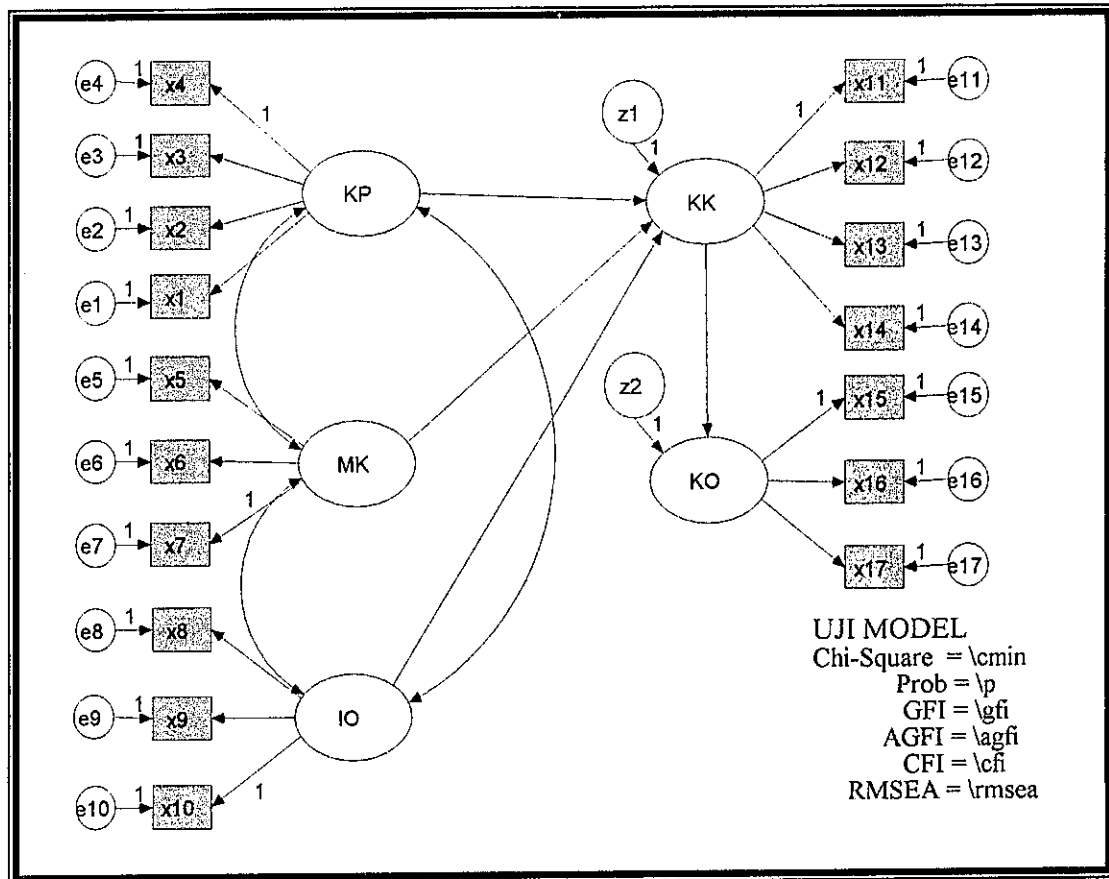 e4 1 x4
e3 1 x3
e2 1 x2
e1 1 x1
e5 1 x5
e6 1 x6
e7 1 x7
e8 1 x8
e9 1 x9
e10 1 x10
1
KP
MK
1
IO
1
z1
1
KK
z2
1
KO
1
x11 1 e11
x12 1 e12
x13 1 e13
x14 1 e14
1
x15 1 e15
x16 1 e16
x17 1 e17
UJI MODEL
Chi-Square = \cmin
Prob = \p
GFI = \gfi
AGFI = \agfi
CFI = \cfi
RMSEA = \rmsea